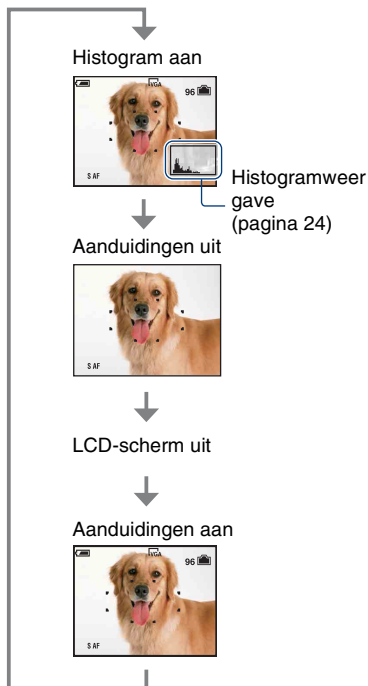 Histogram aan
VGA
96
S AF
Histogramweer
gave
(pagina 24)
Aanduidingen uit
S AF
LCD-scherm uit
Aanduidingen aan
VGA
96
S AF